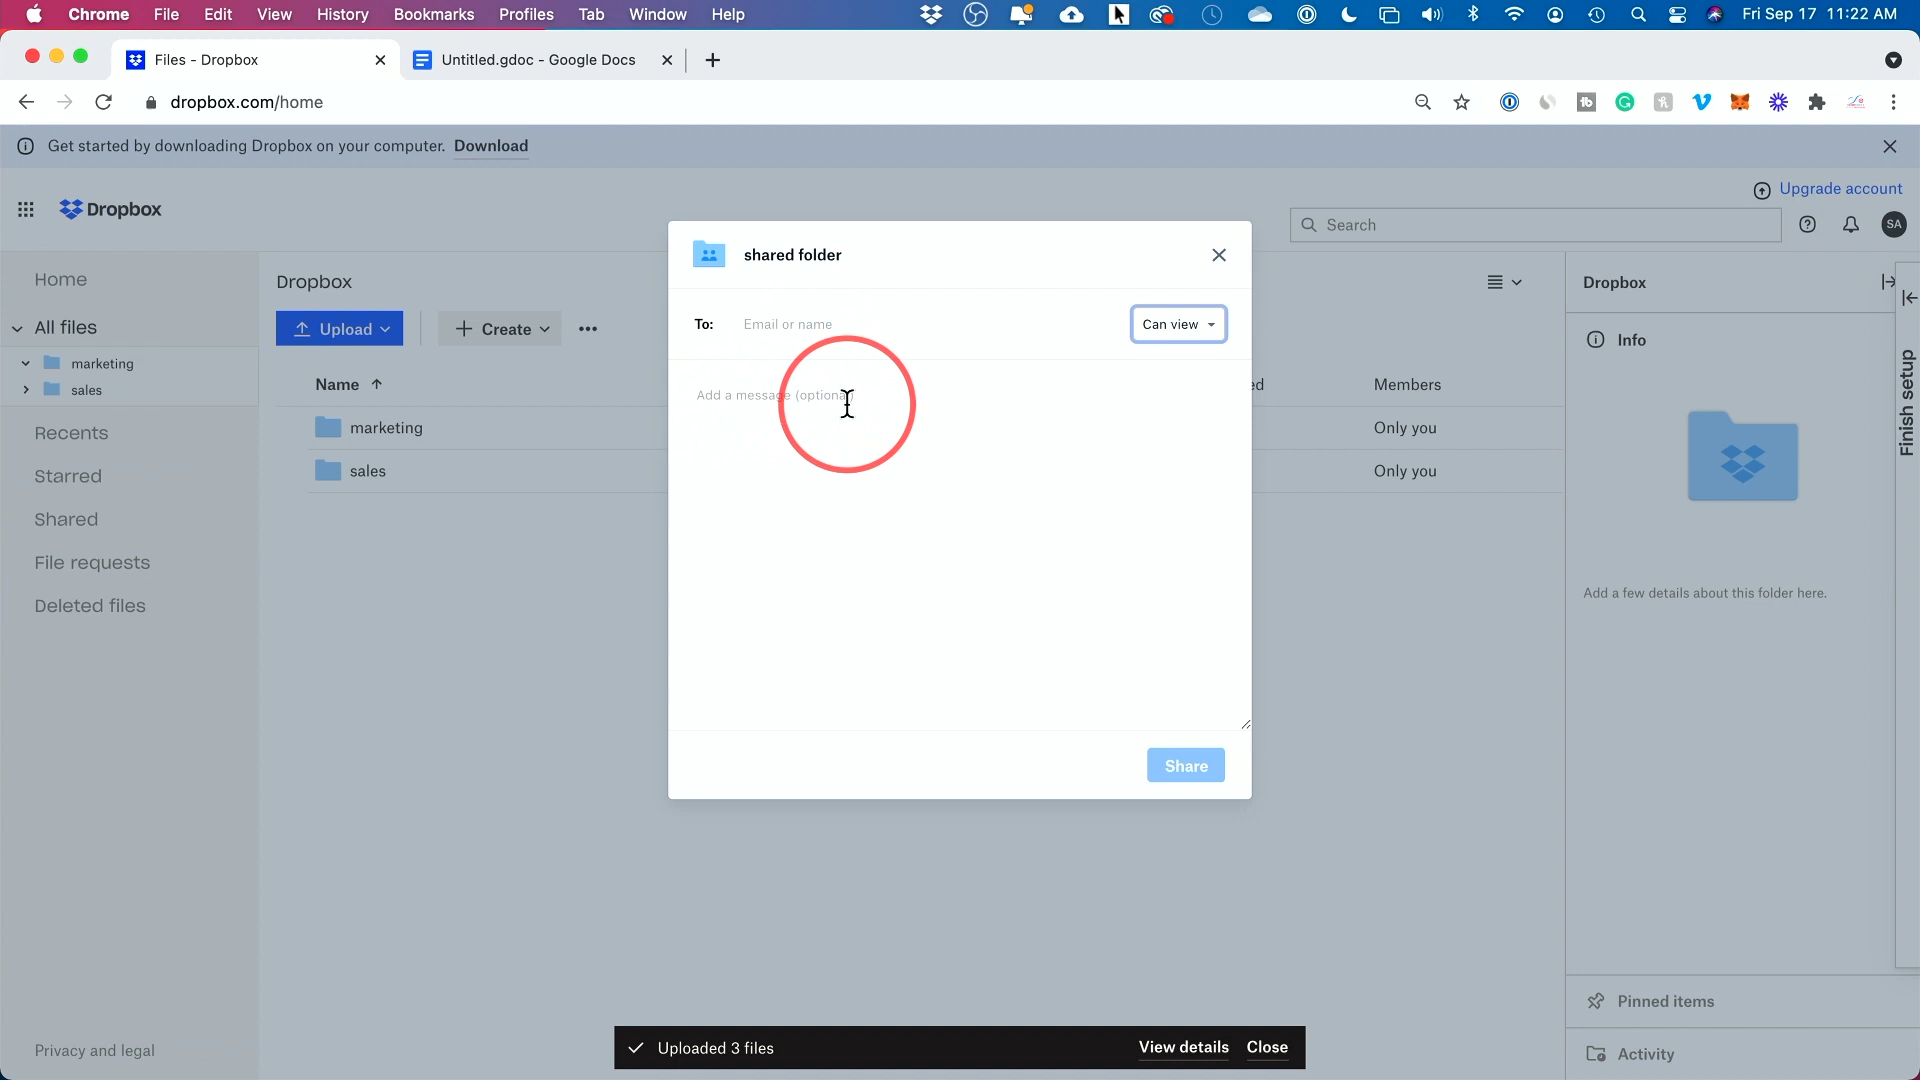 Chrome File Edit View History Bookmarks Profiles Tab Window Help Fri Sep 17 11:22 AM
Files - Dropbox
Untitled.gdoc - Google Docs
dropbox.com/home
Get started by downloading Dropbox on your computer. Download
Upgrade account
Dropbox
Search
SA
Home
All files
marketing
sales
Recents
Starred
Shared
File requests
Deleted files
Privacy and legal
Dropbox
Upload
Create
Name
Members
marketing
Only you
sales
Only you
shared folder
To: Email or name
Can view
Add a message (optional)
Share
Dropbox
Info
Finish setup
Add a few details about this folder here.
Pinned items
Activity
Uploaded 3 files View details Close